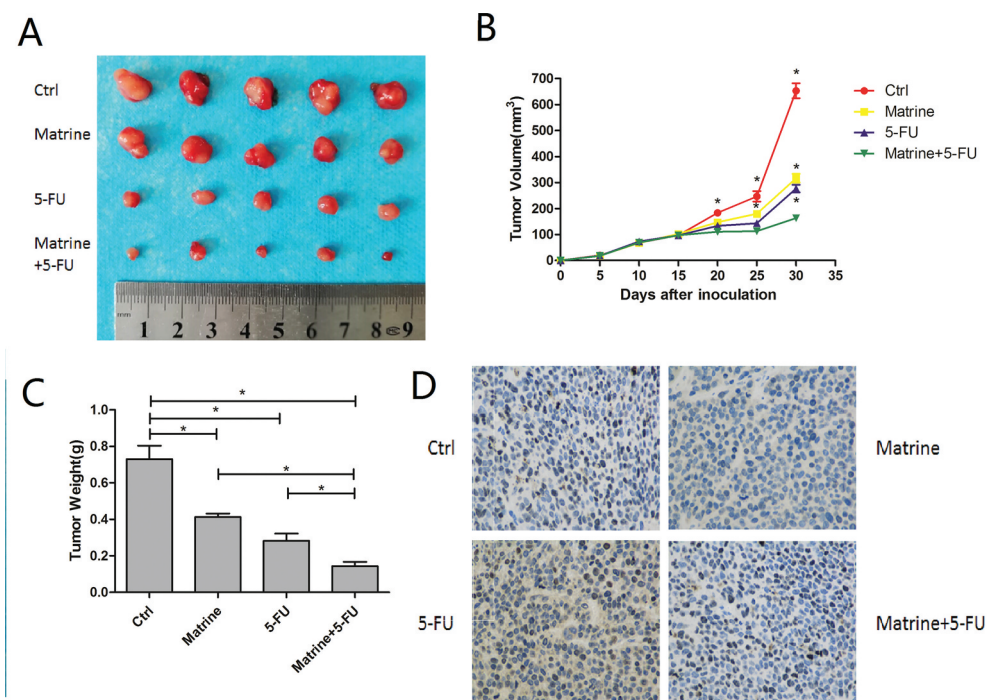 A
Ctrl
Matrine
5-FU
Matrine
+5-FU
mm
1 2 3 4 5 6 7 8 9
B
Tumor Volume(mm³)
700
600
500
400
300
200
100
0
0 5 10 15 20 25 30 35
Days after inoculation
* * * * * *
Ctrl
Matrine
5-FU
Matrine+5-FU
C
Tumor Weight(g)
1.0
0.8
0.6
0.4
0.2
0.0
* * * * *
Ctrl
Matrine
5-FU
Matrine+5-FU
D
Ctrl
Matrine
5-FU
Matrine+5-FU